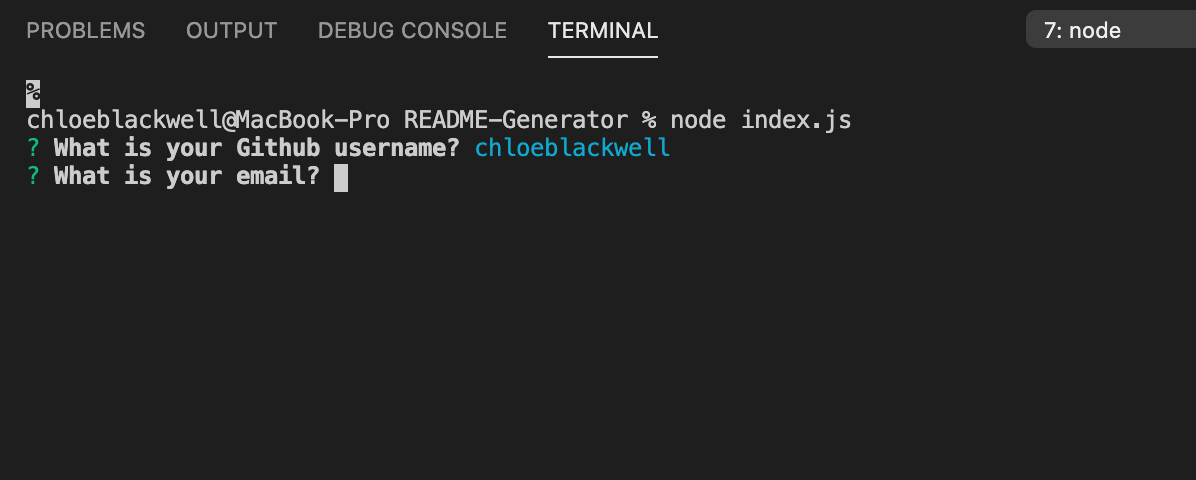 PROBLEMS OUTPUT DEBUG CONSOLE TERMINAL 7: node
%
chloeblackwell@MacBook-Pro README-Generator % node index.js
? What is your Github username? chloeblackwell
? What is your email?